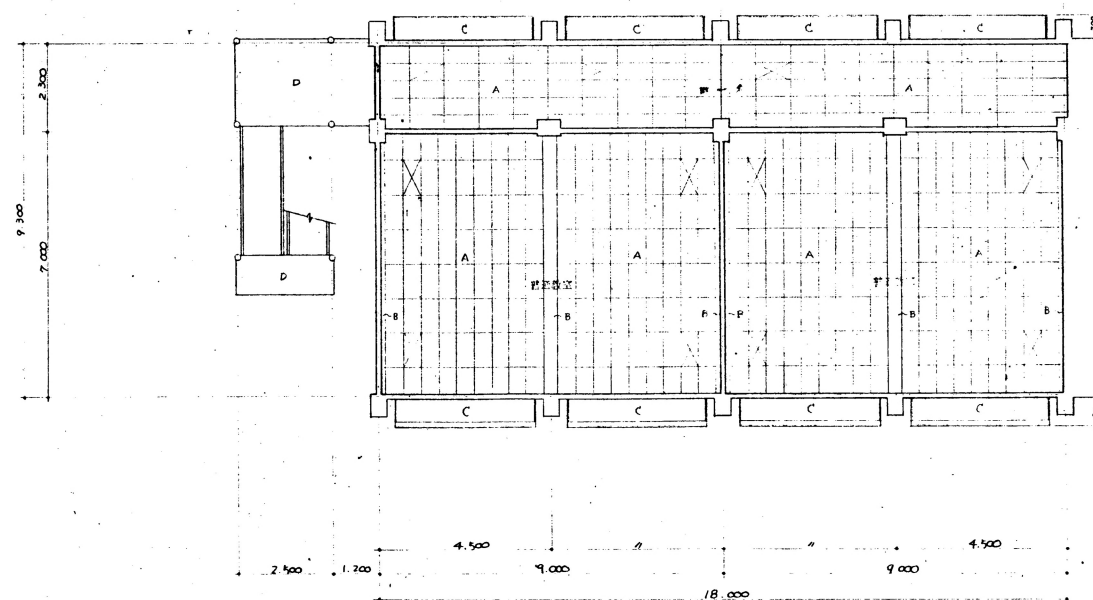 C C C C
D A A
2.300
9.300
7.000
A A A A
D
B B B B B B
C C C C
4.500 〃 〃 4.500
2.500 1.200 9.000 9.000
18.000